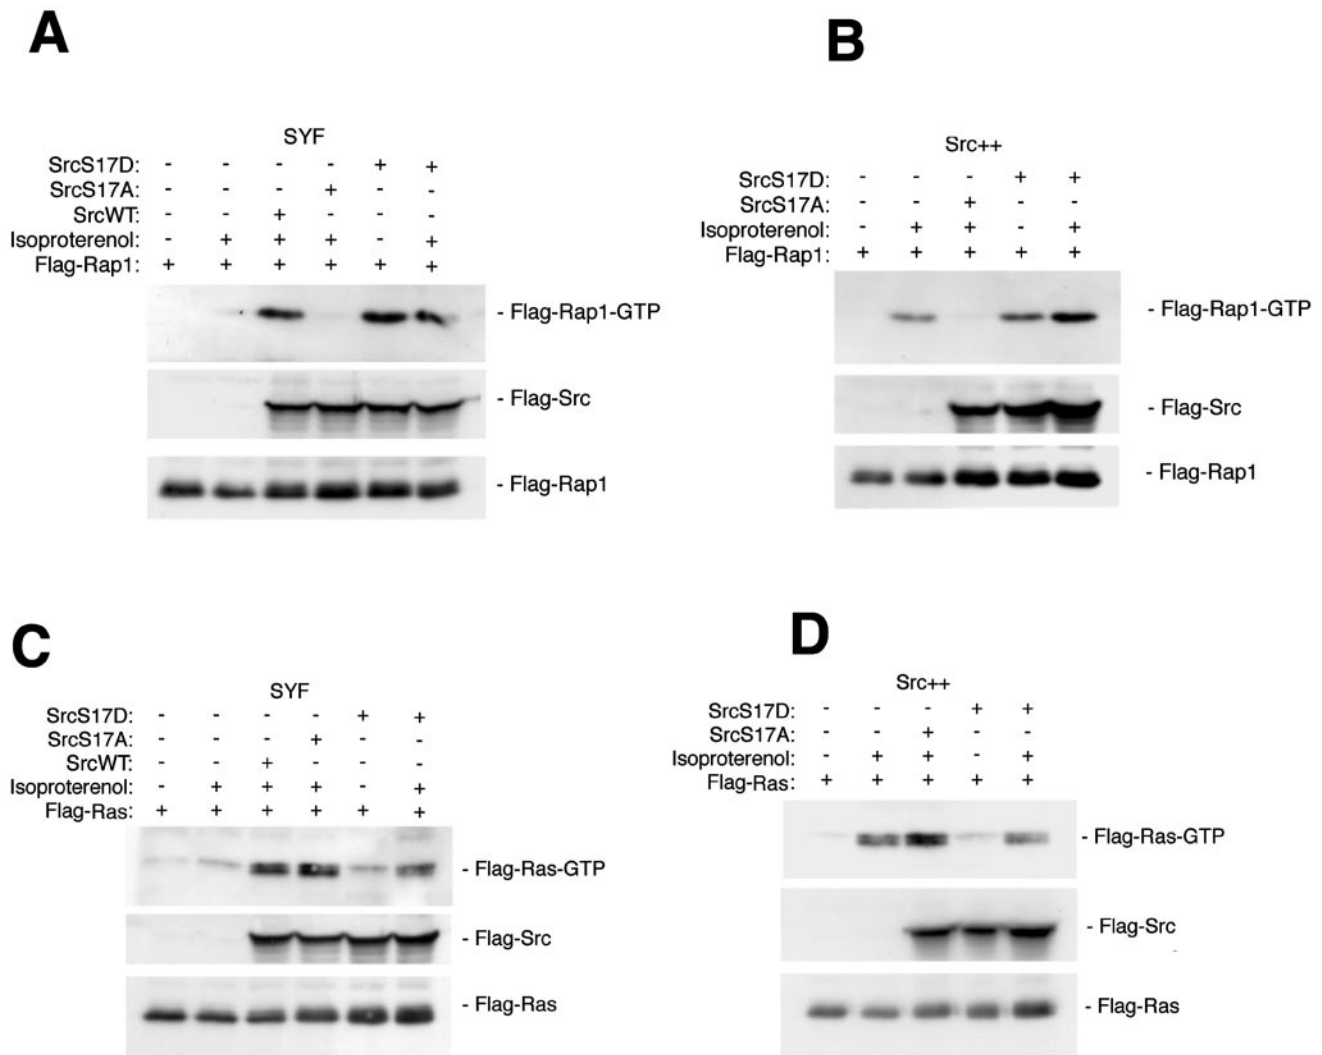 A
SYF
SrcS17D: - - - - + +
SrcS17A: - - - + - -
SrcWT: - - + - - -
Isoproterenol: - + + + - +
Flag-Rap1: + + + + + +
- Flag-Rap1-GTP
- Flag-Src
- Flag-Rap1
B
Src++
SrcS17D: - - - + +
SrcS17A: - - + - -
Isoproterenol: - + + - +
Flag-Rap1: + + + + +
- Flag-Rap1-GTP
- Flag-Src
- Flag-Rap1
C
SYF
SrcS17D: - - - - + +
SrcS17A: - - - + - -
SrcWT: - - + - - -
Isoproterenol: - + + + - +
Flag-Ras: + + + + + +
- Flag-Ras-GTP
- Flag-Src
- Flag-Ras
D
Src++
SrcS17D: - - - + +
SrcS17A: - - + - -
Isoproterenol: - + + - +
Flag-Ras: + + + + +
- Flag-Ras-GTP
- Flag-Src
- Flag-Ras